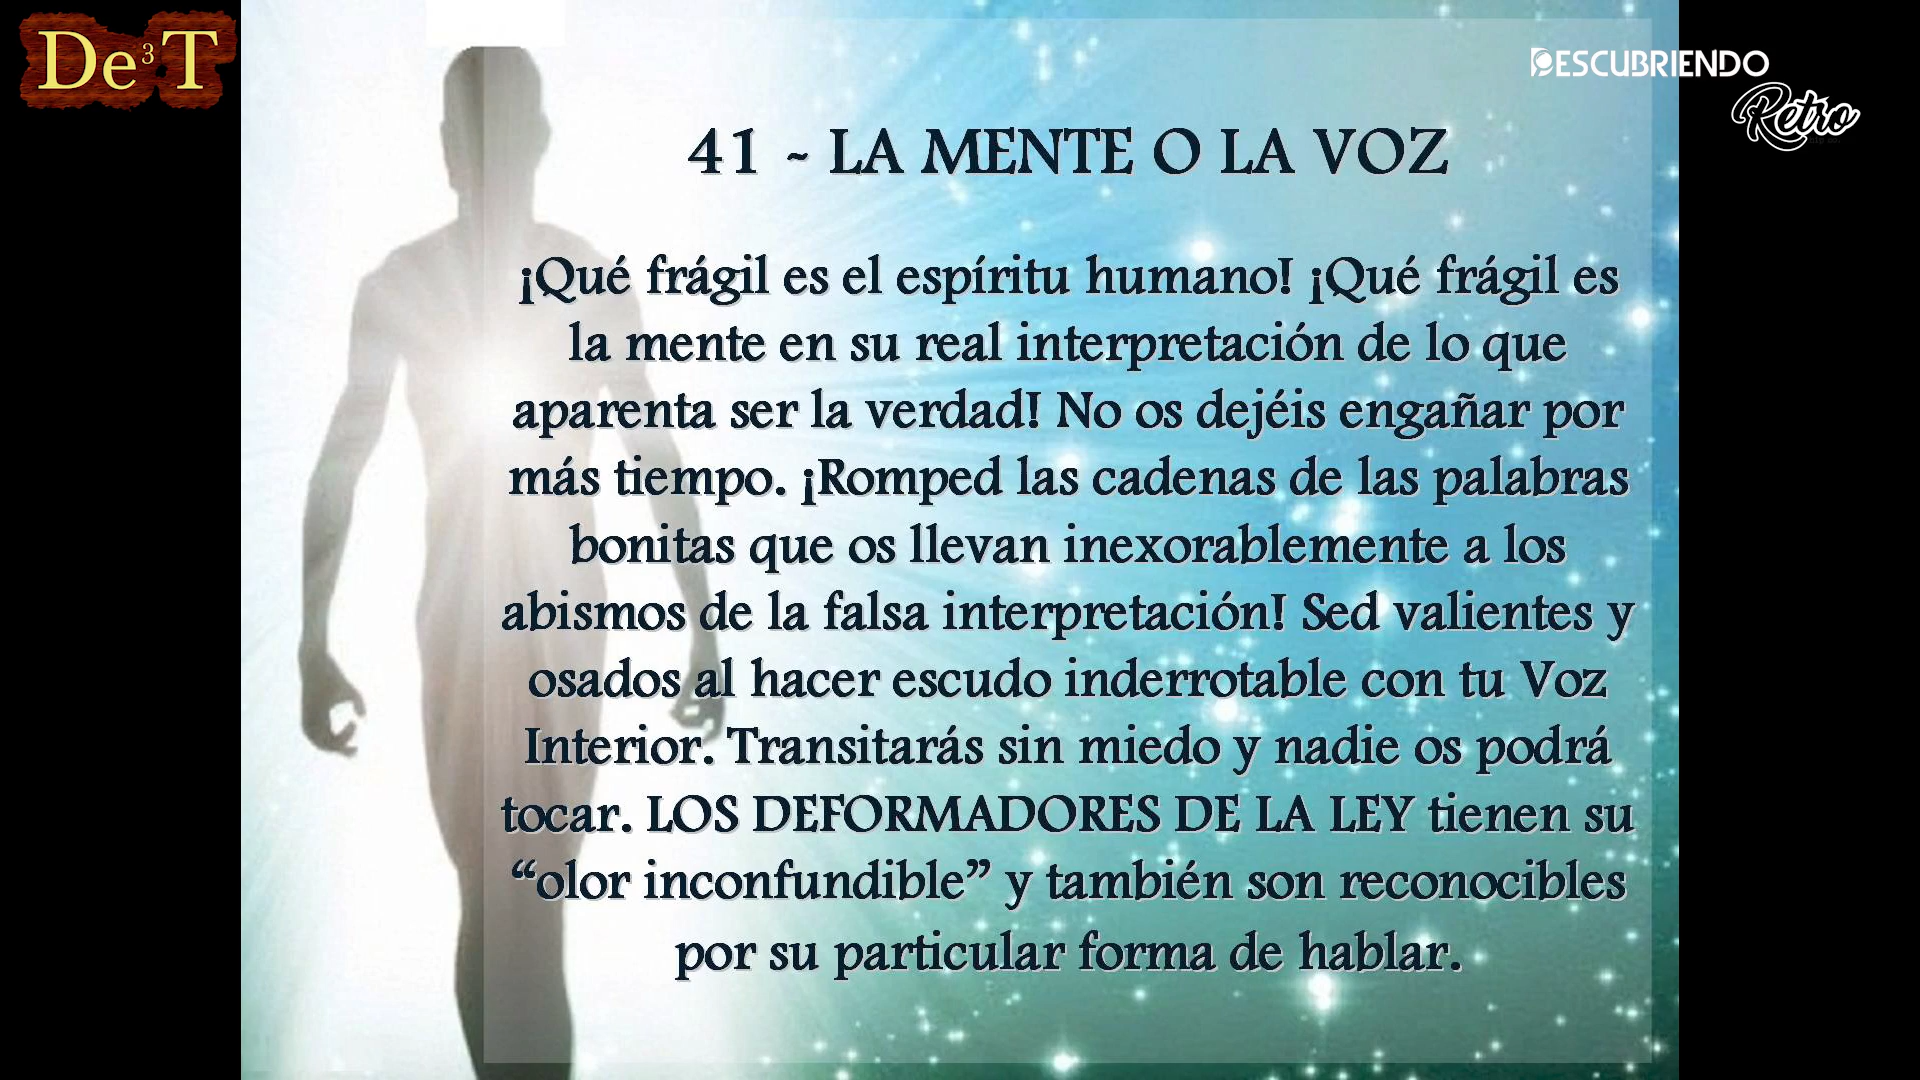 De³T
DESCUBRIENDO
Retro
41 ~ LA MENTE O LA VOZ
¡Qué frágil es el espíritu humano! ¡Qué frágil es
la mente en su real interpretación de lo que
aparenta ser la verdad! No os dejéis engañar por
más tiempo. ¡Romped las cadenas de las palabras
bonitas que os llevan inexorablemente a los
abismos de la falsa interpretación! Sed valientes y
osados al hacer escudo inderrotable con tu Voz
Interior. Transitarás sin miedo y nadie os podrá
tocar. LOS DEFORMADORES DE LA LEY tienen su
“olor inconfundible” y también son reconocibles
por su particular forma de hablar.